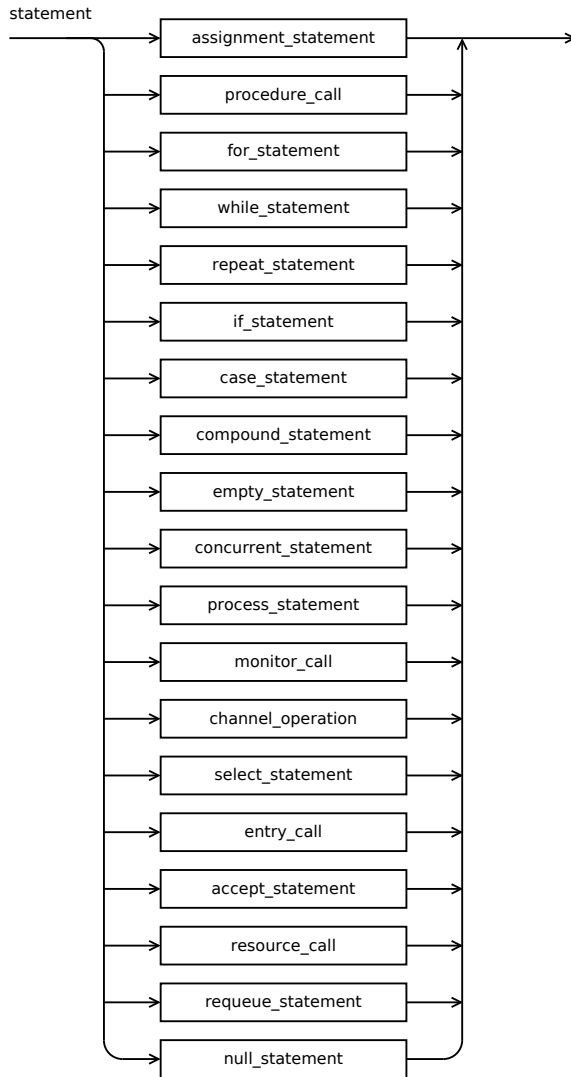 statement
assignment_statement
procedure_call
for_statement
while_statement
repeat_statement
if_statement
case_statement
compound_statement
empty_statement
concurrent_statement
process_statement
monitor_call
channel_operation
select_statement
entry_call
accept_statement
resource_call
requeue_statement
null_statement